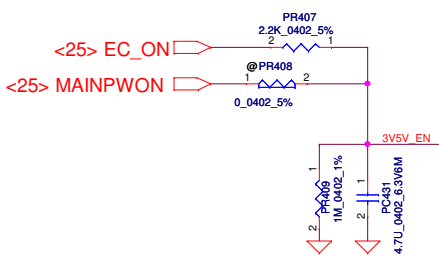 PR407
2.2K_0402_5%
<25> EC_ON
2
1
@PR408
<25> MAINPWON
1
2
0_0402_5%
3V5V_EN
1
PR409
1M_0402_1%
2
1
PC431
4.7U_0402_6.3V6M
2